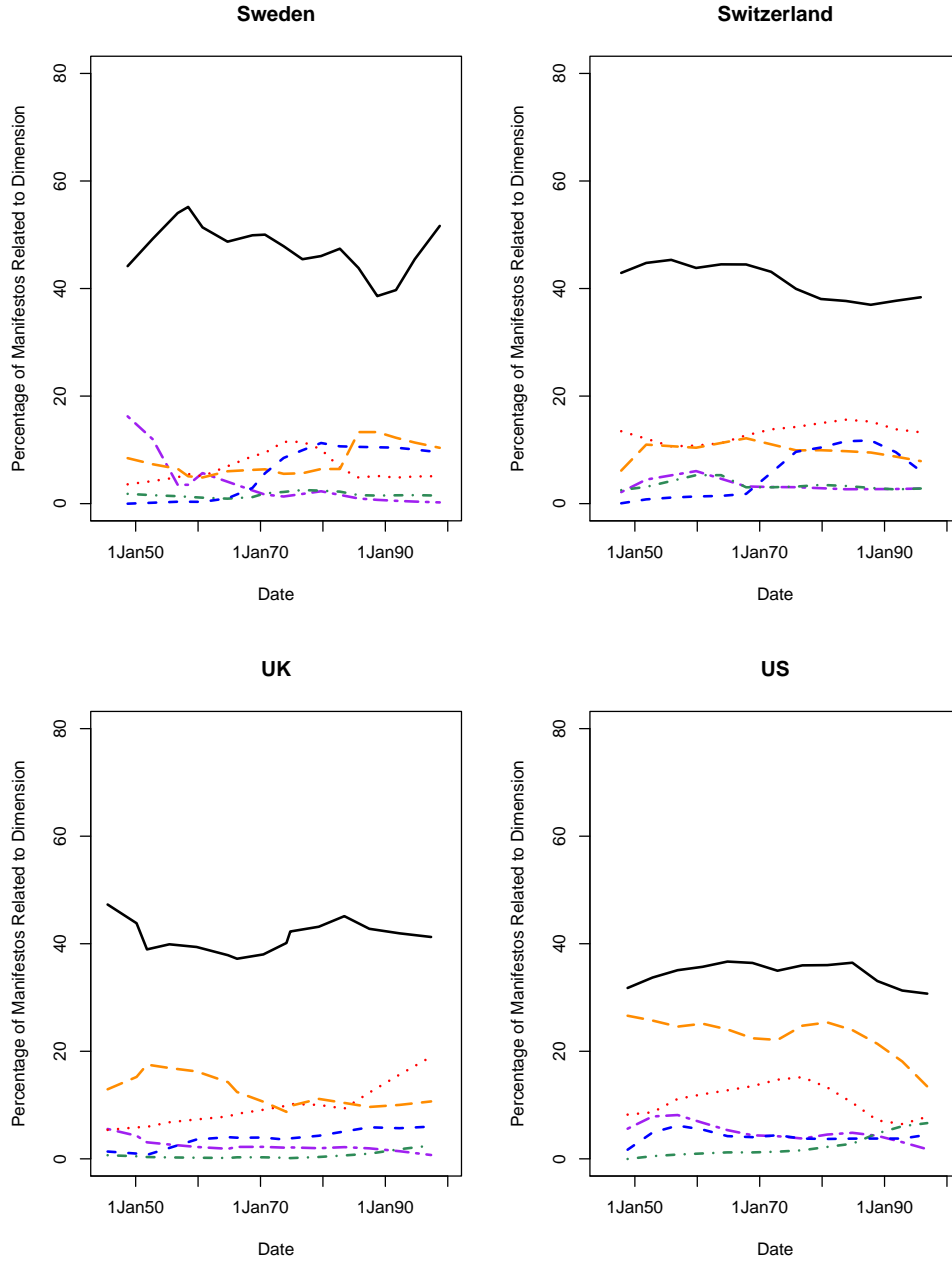 Sweden
Percentage of Manifestos Related to Dimension
80
60
40
20
0
1Jan50 1Jan70 1Jan90
Date
Switzerland
Percentage of Manifestos Related to Dimension
80
60
40
20
0
1Jan50 1Jan70 1Jan90
Date
UK
Percentage of Manifestos Related to Dimension
80
60
40
20
0
1Jan50 1Jan70 1Jan90
Date
US
Percentage of Manifestos Related to Dimension
80
60
40
20
0
1Jan50 1Jan70 1Jan90
Date